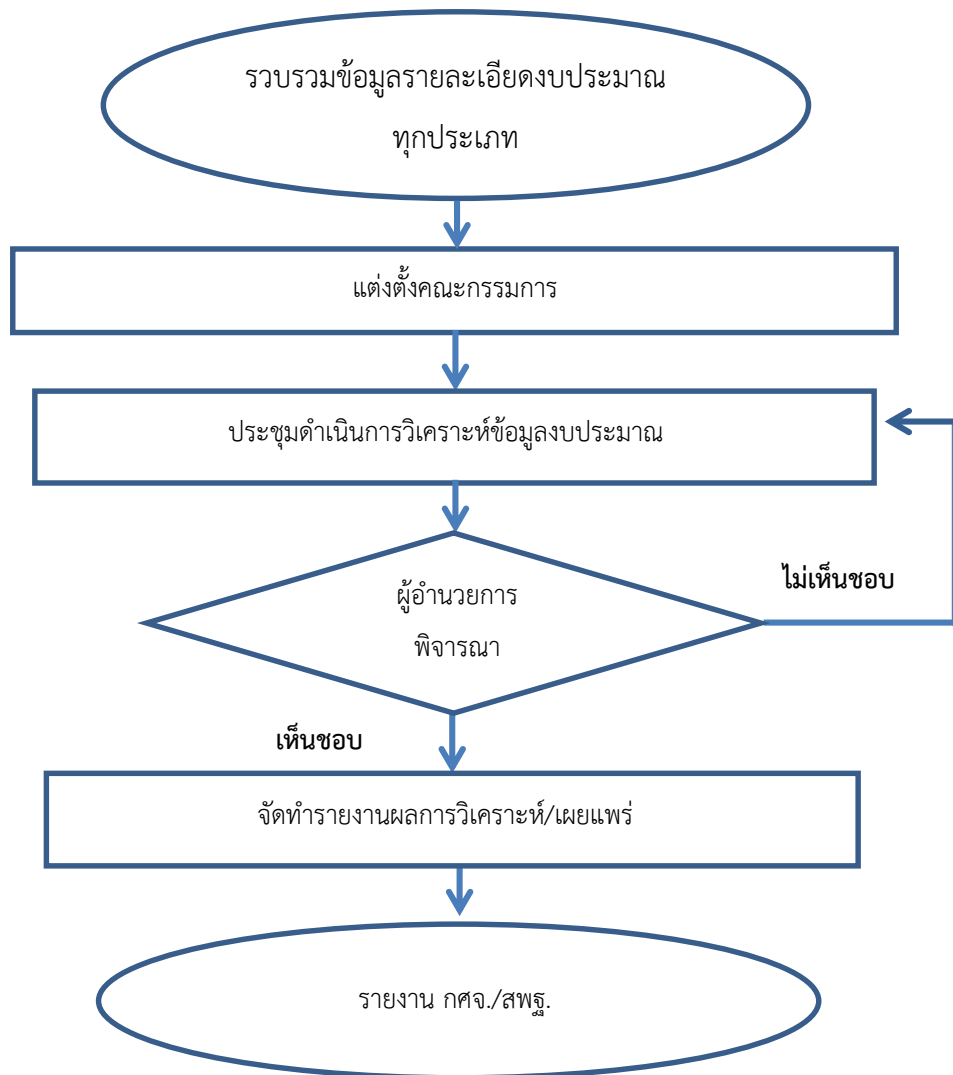 รวบรวมข้อมูลรายละเอียดงบประมาณ
ทุกประเภท
แต่งตั้งคณะกรรมการ
ประชุมดำเนินการวิเคราะห์ข้อมูลงบประมาณ
ผู้อำนวยการ
พิจารณา
ไม่เห็นชอบ
เห็นชอบ
จัดทำรายงานผลการวิเคราะห์/เผยแพร่
รายงาน กศจ./สพฐ.